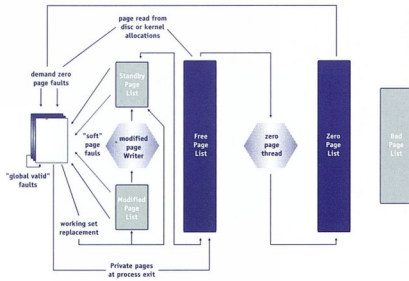 page read from
disc or kernel
allocations
demand zero
page faults
Standby
Page
List
"soft"
page
faults
modified
page
Writer
Free
Page
List
zero
page
thread
Zero
Page
List
Bad
Page
List
"global valid"
faults
Modified
Page
List
working set
replacement
Private pages
at process exit